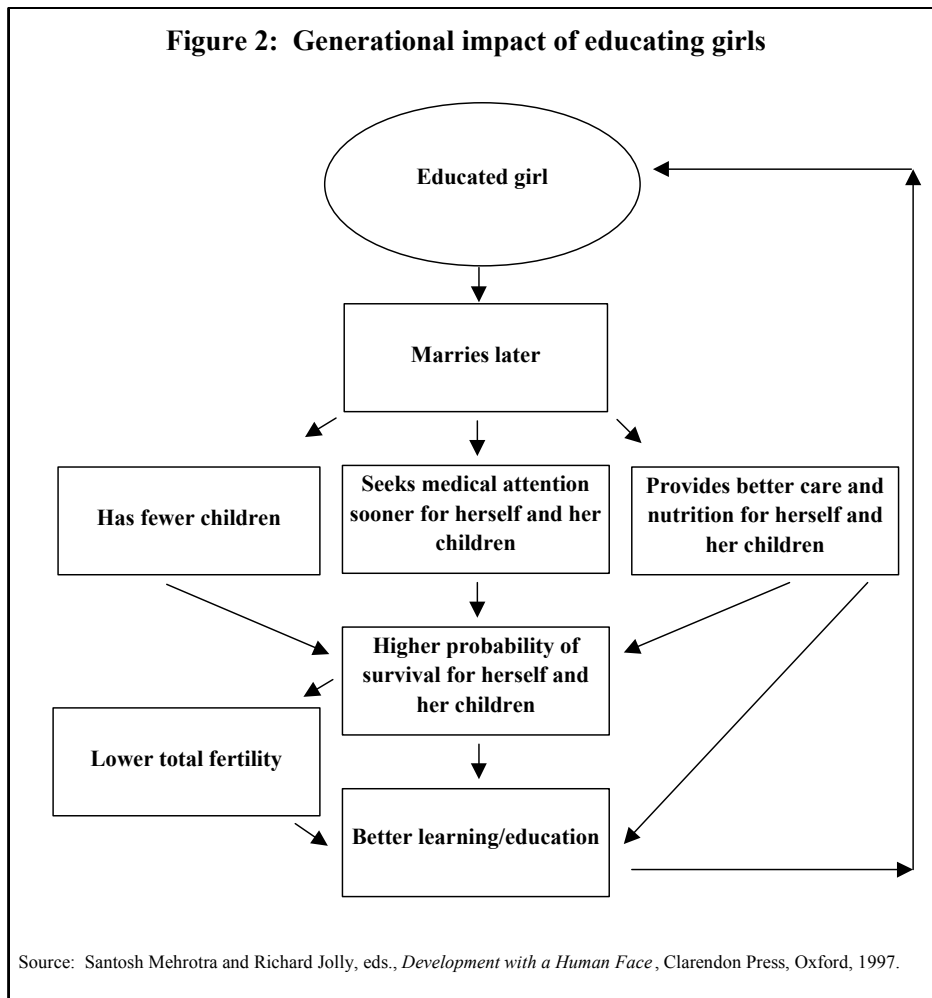 Figure 2: Generational impact of educating girls
Educated girl
Marries later
Has fewer children
Seeks medical attention
sooner for herself and her
children
Provides better care and
nutrition for herself and
her children
Higher probability of
survival for herself and
her children
Lower total fertility
Better learning/education
Source: Santosh Mehrotra and Richard Jolly, eds., Development with a Human Face, Clarendon Press, Oxford, 1997.